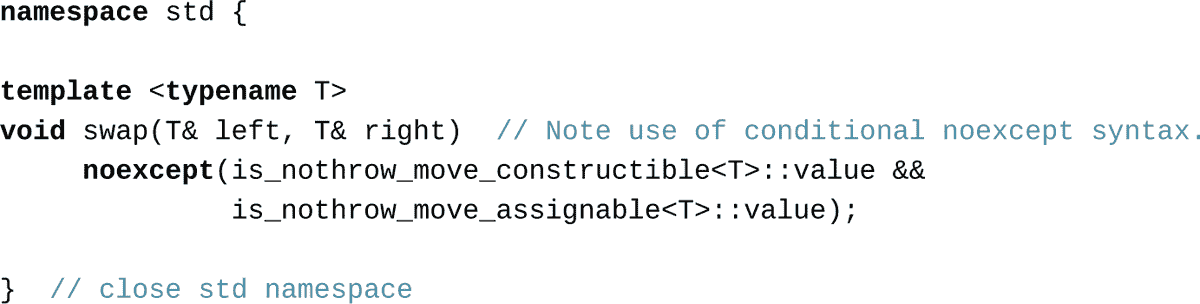 namespace std {
template <typename T>
void swap(T& left, T& right)  // Note use of conditional noexcept syntax.
     noexcept(is_nothrow_move_constructible<T>::value &&
              is_nothrow_move_assignable<T>::value);
}  // close std namespace